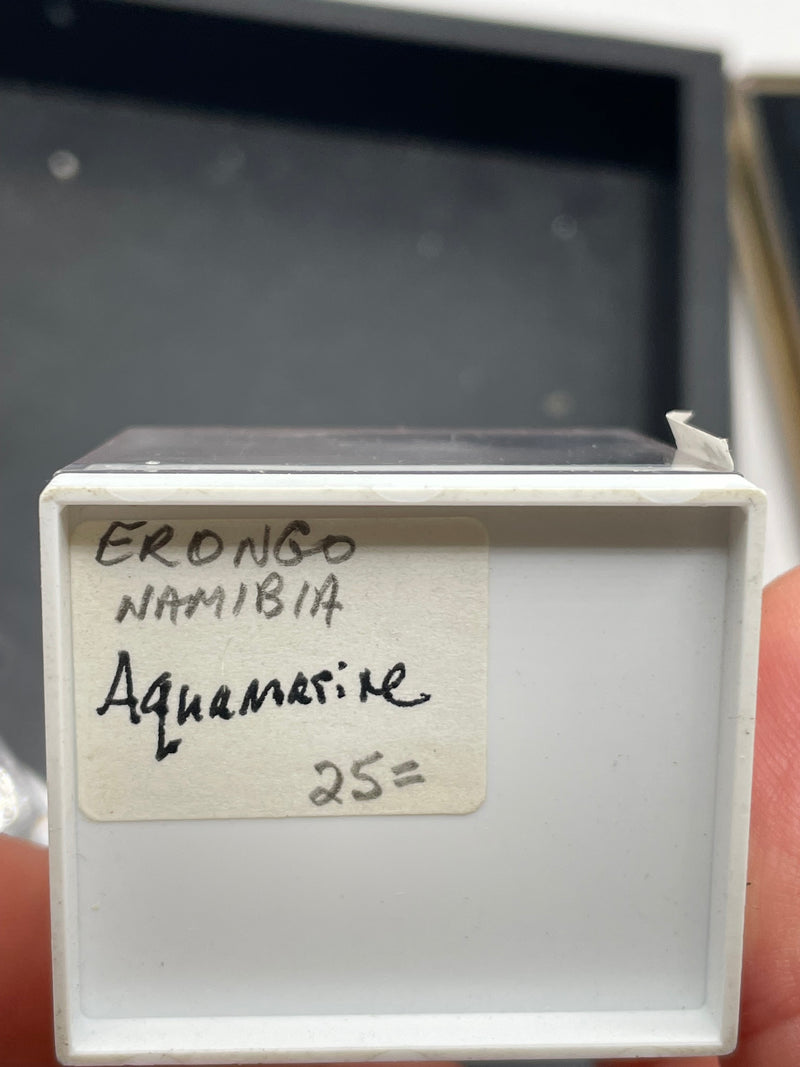 ERONGO
NAMIBIA
Aquamarine
25=